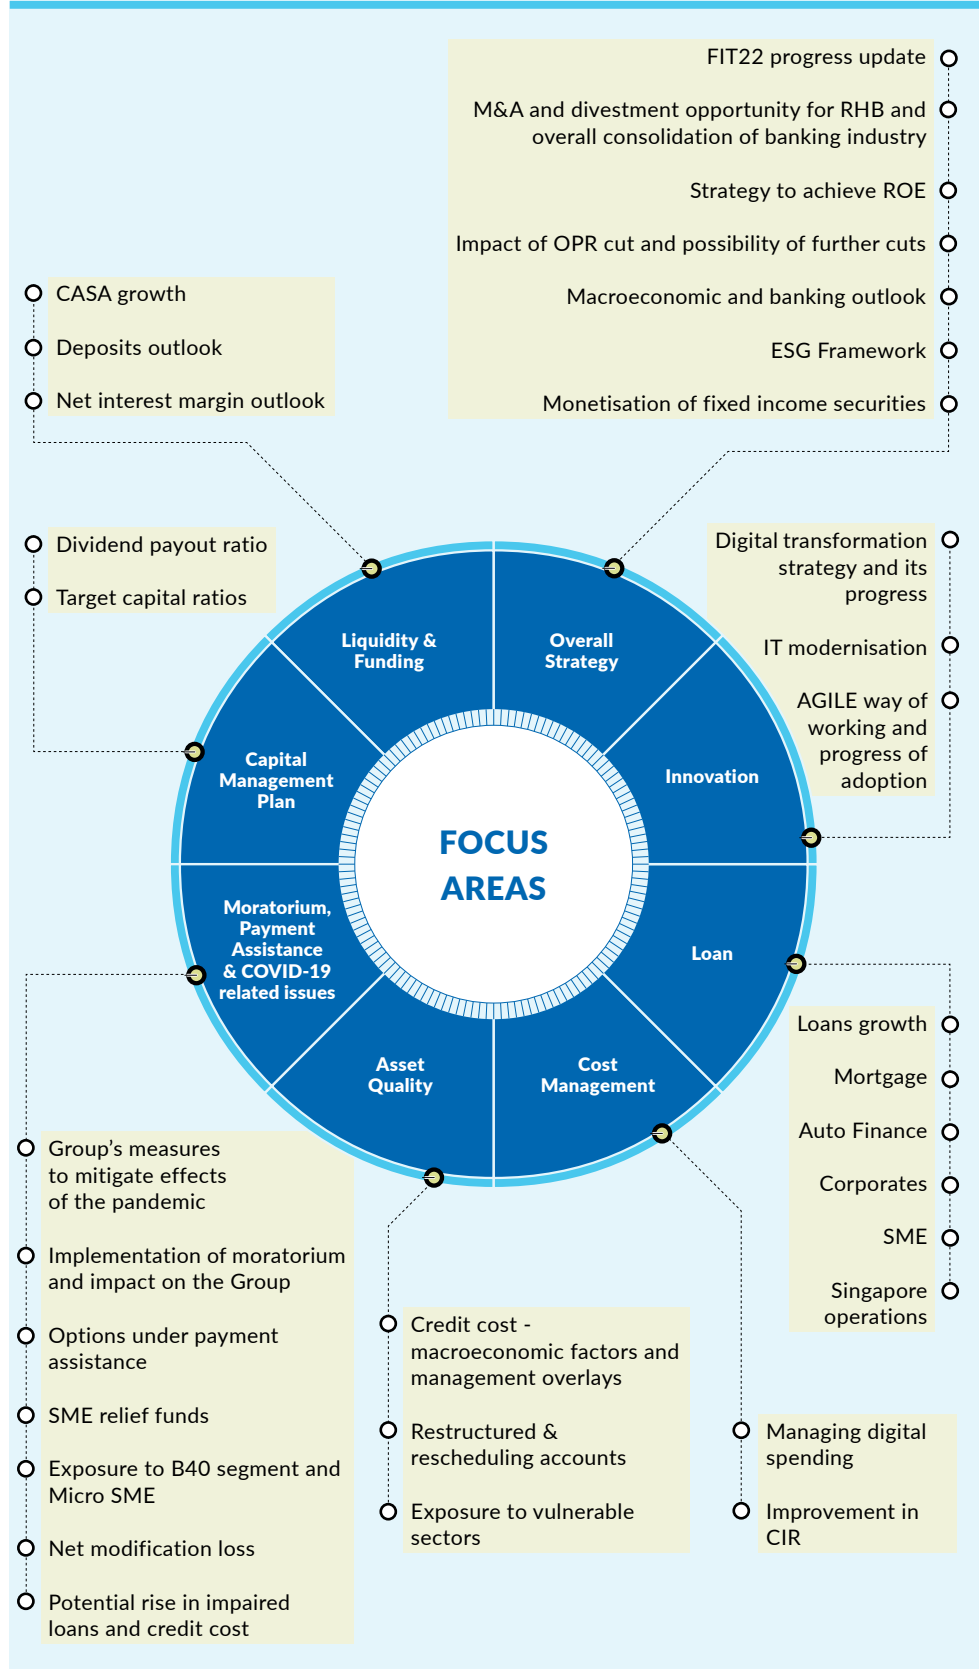 FIT22 progress update
M&A and divestment opportunity for RHB and
overall consolidation of banking industry
Strategy to achieve ROE
Impact of OPR cut and possibility of further cuts
Macroeconomic and banking outlook
ESG Framework
Monetisation of fixed income securities
CASA growth
Deposits outlook
Net interest margin outlook
Dividend payout ratio
Target capital ratios
Digital transformation
strategy and its
progress
IT modernisation
AGILE way of
working and
progress of
adoption
Liquidity &
Funding
Overall
Strategy
Capital
Management
Plan
Innovation
FOCUS
AREAS
Moratorium,
Payment
Assistance
& COVID-19
related issues
Loan
Asset
Quality
Cost
Management
Loans growth
Mortgage
Auto Finance
Corporates
SME
Singapore
operations
Group’s measures
to mitigate effects
of the pandemic
Implementation of moratorium
and impact on the Group
Options under payment
assistance
SME relief funds
Exposure to B40 segment and
Micro SME
Net modification loss
Potential rise in impaired
loans and credit cost
Credit cost -
macroeconomic factors and
management overlays
Restructured &
rescheduling accounts
Exposure to vulnerable
sectors
Managing digital
spending
Improvement in
CIR